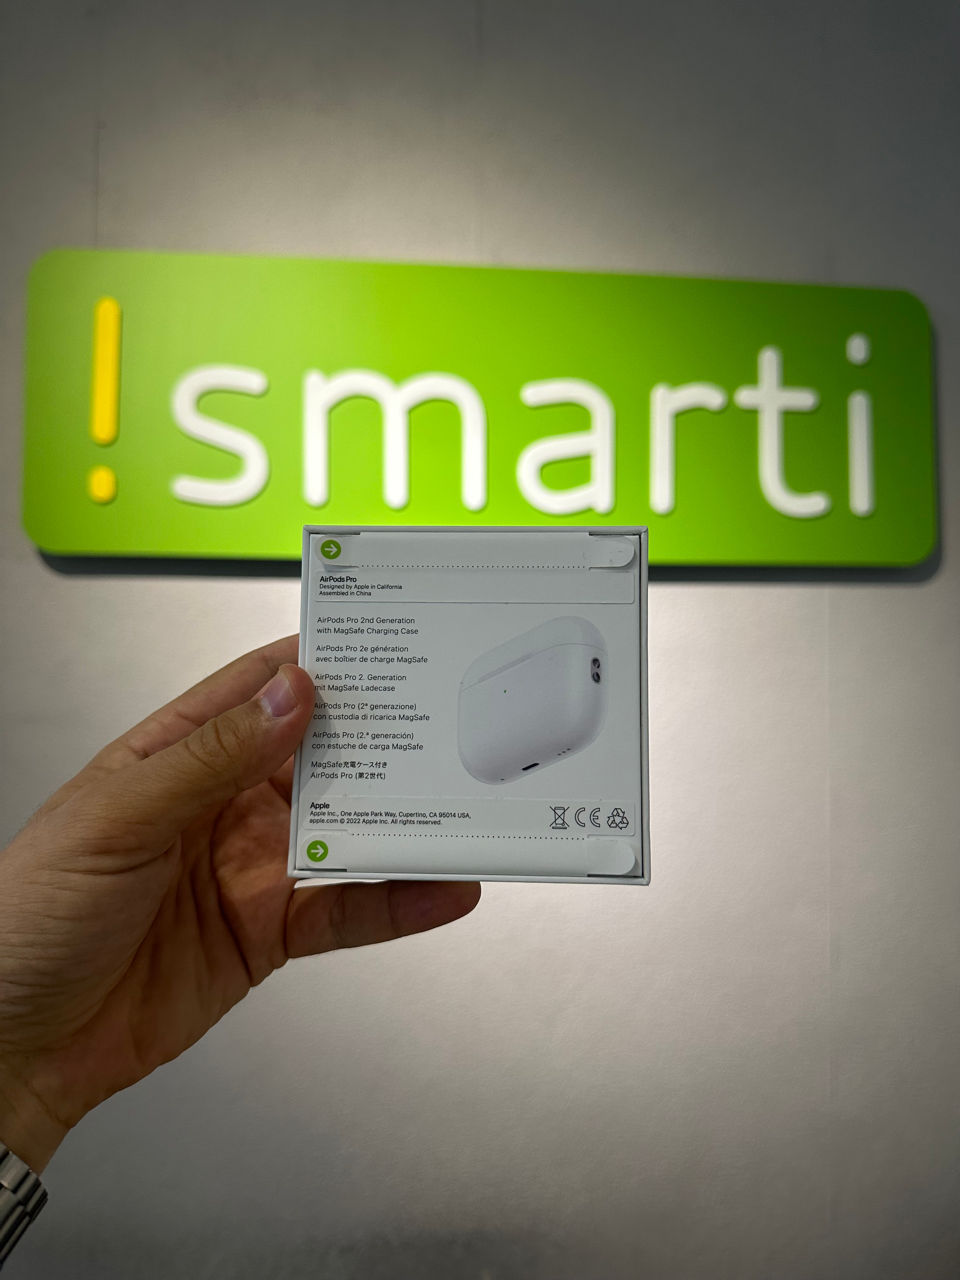 !smarti
AirPods Pro
Designed by Apple in California
Assembled in China
AirPods Pro 2nd Generation
with MagSafe Charging Case
AirPods Pro 2e génération
avec boîtier de charge MagSafe
AirPods Pro 2. Generation
mit MagSafe Ladecase
AirPods Pro (2ª generazione)
con custodia di ricarica MagSafe
AirPods Pro (2.ª generación)
con estuche de carga MagSafe
MagSafe充電ケース付き
AirPods Pro (第2世代)
Apple
Apple Inc., One Apple Park Way, Cupertino, CA 95014 USA,
apple.com © 2022 Apple Inc. All rights reserved.
CE